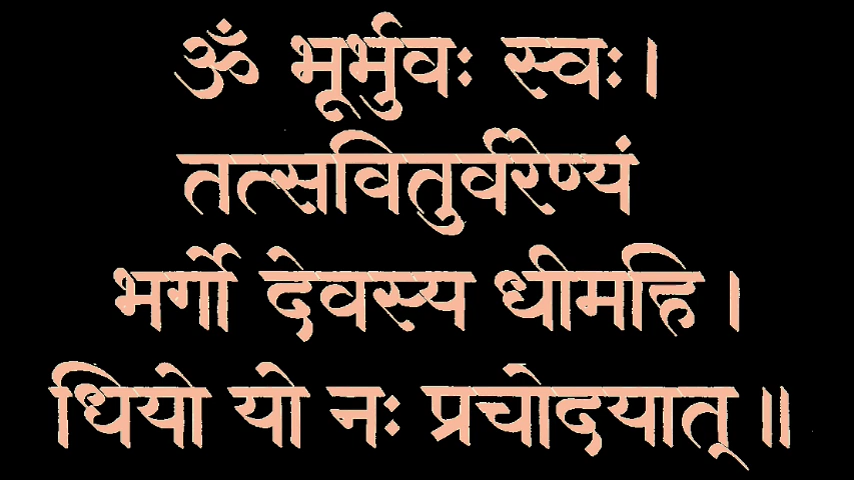 ॐ भूर्भुवः स्वः।
तत्सवितुर्वरेण्यं
भर्गो देवस्य धीमहि।
धियो यो नः प्रचोदयात्॥